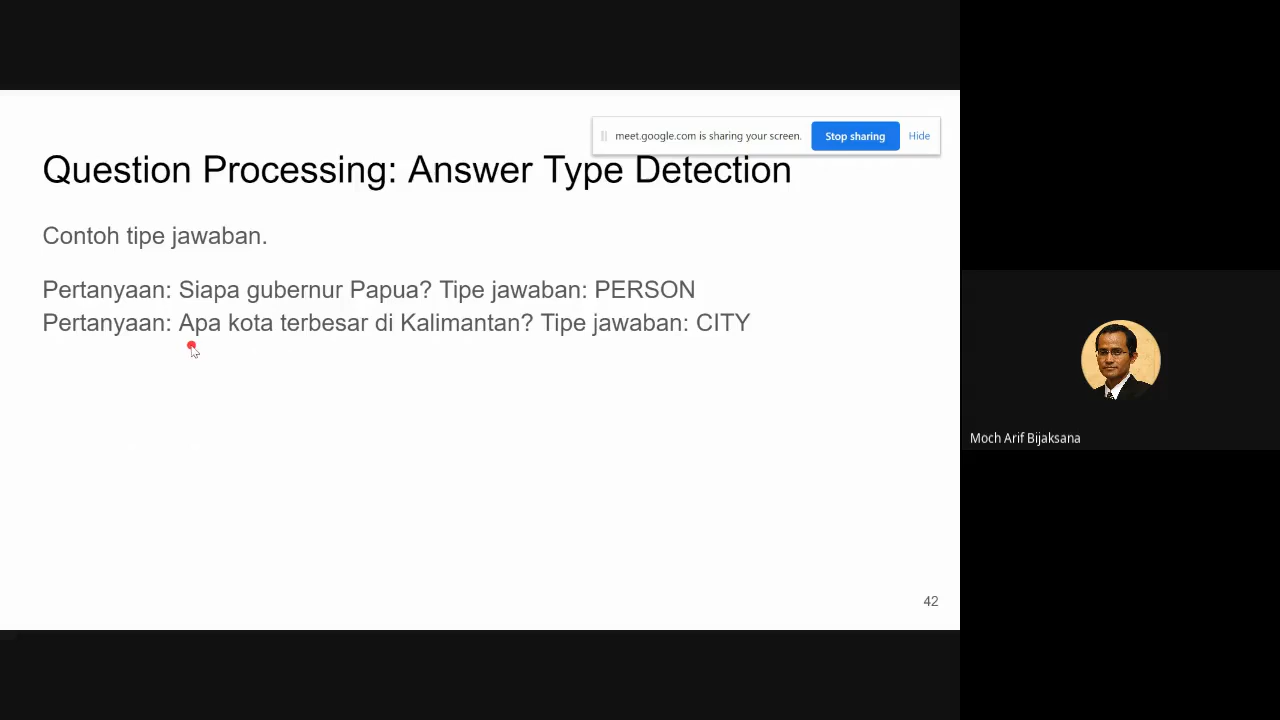 meet.google.com is sharing your screen. Stop sharing Hide
Question Processing: Answer Type Detection
Contoh tipe jawaban.
Pertanyaan: Siapa gubernur Papua? Tipe jawaban: PERSON
Pertanyaan: Apa kota terbesar di Kalimantan? Tipe jawaban: CITY
Moch Arif Bijaksana
42